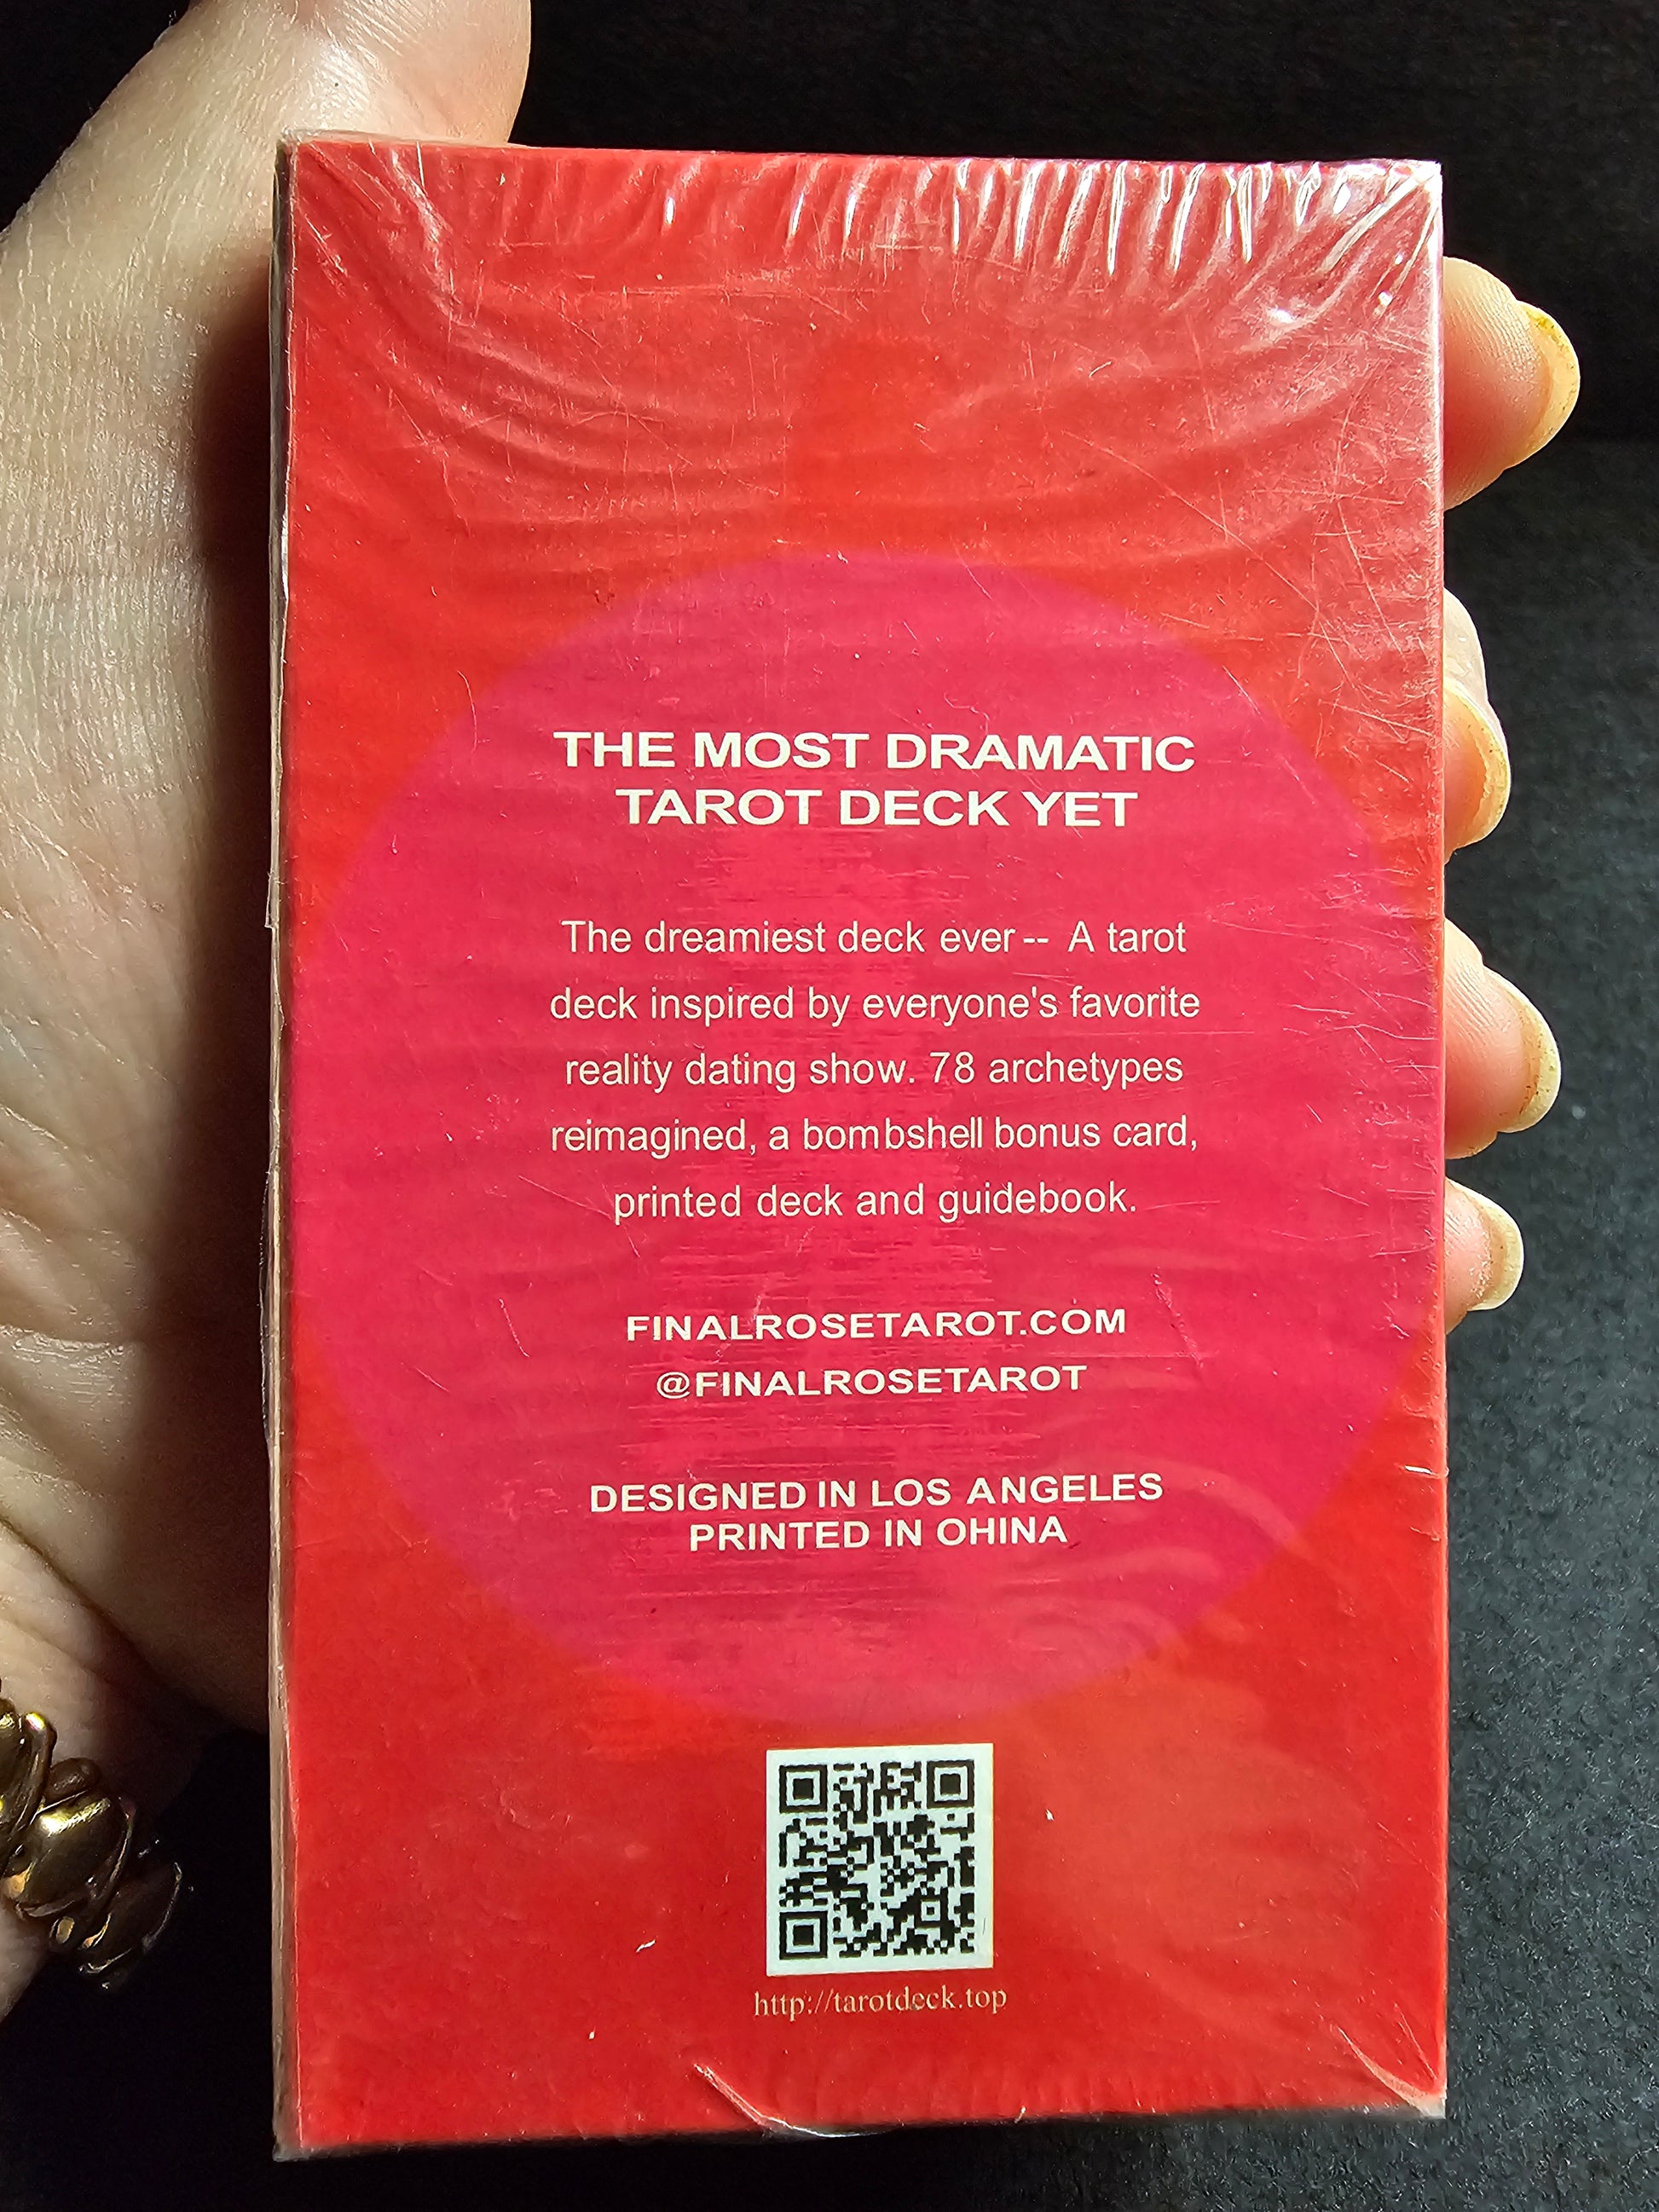 THE MOST DRAMATIC
TAROT DECK YET
The dreamiest deck ever -- A tarot
deck inspired by everyone's favorite
reality dating show. 78 archetypes
reimagined, a bombshell bonus card,
printed deck and guidebook.
FINALROSETAROT.COM
@FINALROSETAROT
DESIGNED IN LOS ANGELES
PRINTED IN OHINA
http://tarotdeck.top